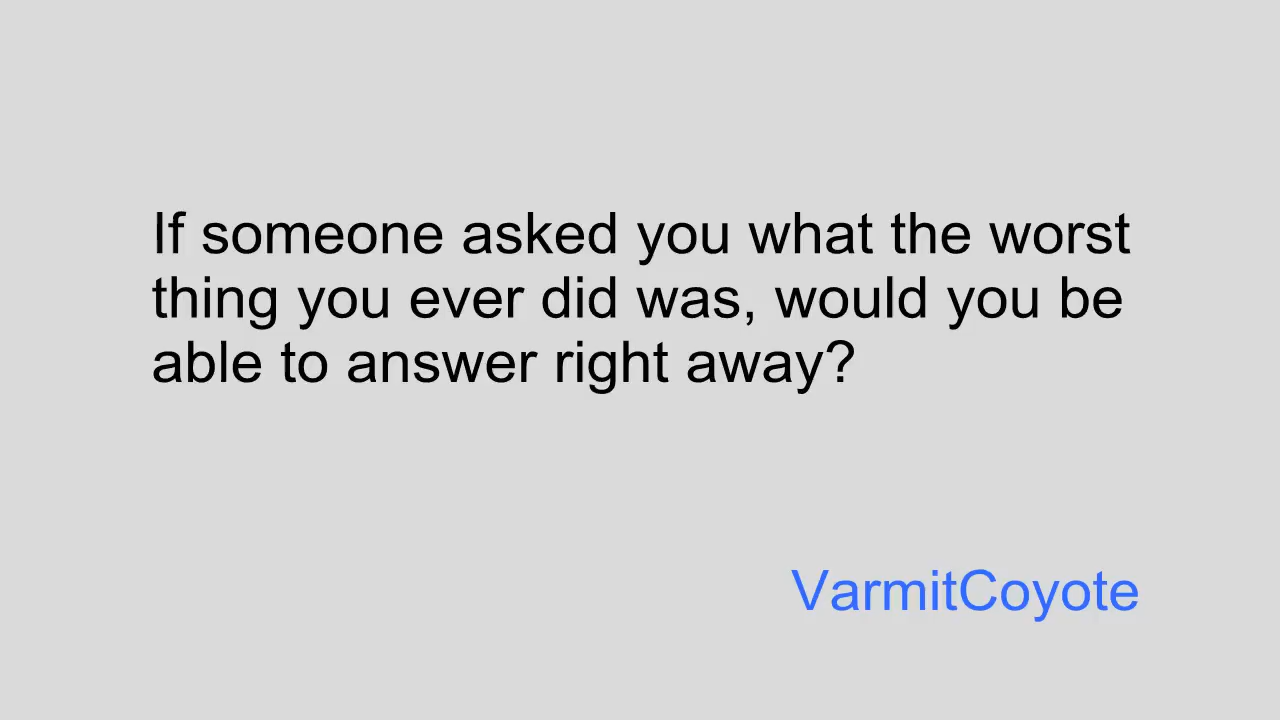 If someone asked you what the worst
thing you ever did was, would you be
able to answer right away?
VarmitCoyote